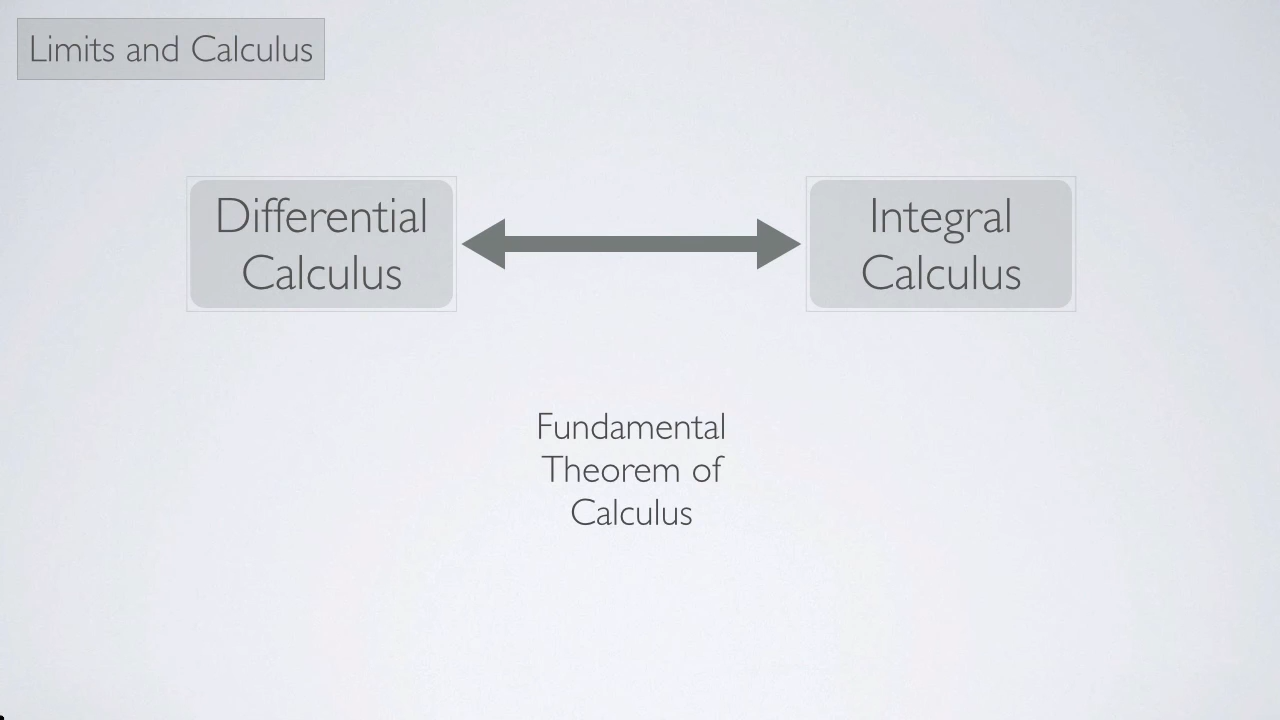 Limits and Calculus
Differential
Calculus
Integral
Calculus
Fundamental
Theorem of
Calculus